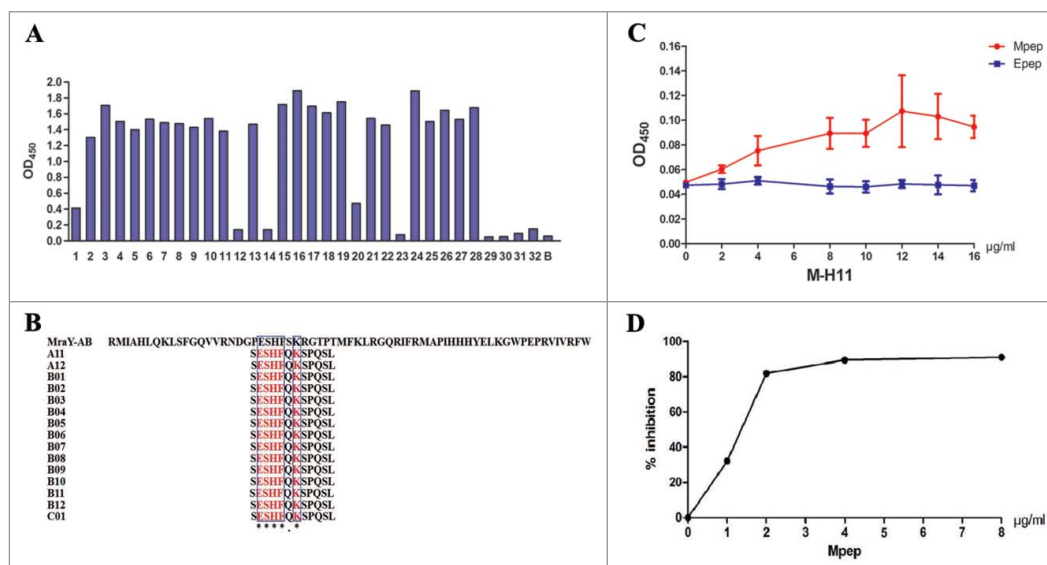 A
OD450
2.0
1.8
1.6
1.4
1.2
1.0
0.8
0.6
0.4
0.2
0.0
1 2 3 4 5 6 7 8 9 10 11 12 13 14 15 16 17 18 19 20 21 22 23 24 25 26 27 28 29 30 31 32 B
C
Mpep
Epep
OD450
0.16
0.14
0.12
0.10
0.08
0.06
0.04
0.02
0.00
0 2 4 6 8 10 12 14 16 µg/ml
M-H11
B
MraY-AB RMIAHLQKLSFGQVVRNDGPESHFSKRGTPTMFKLRGQRIFRMAPIHHHYELKGWPEPRVIVRFW
A11 SESHFQKSPQSL
A12 SESHFQKSPQSL
B01 SESHFQKSPQSL
B02 SESHFQKSPQSL
B03 SESHFQKSPQSL
B04 SESHFQKSPQSL
B05 SESHFQKSPQSL
B06 SESHFQKSPQSL
B07 SESHFQKSPQSL
B08 SESHFQKSPQSL
B09 SESHFQKSPQSL
B10 SESHFQKSPQSL
B11 SESHFQKSPQSL
B12 SESHFQKSPQSL
C01 SESHFQKSPQSL
****.*
D
% inhibition
100
80
60
40
20
0
0 1 2 3 4 5 6 7 8 µg/ml
Mpep